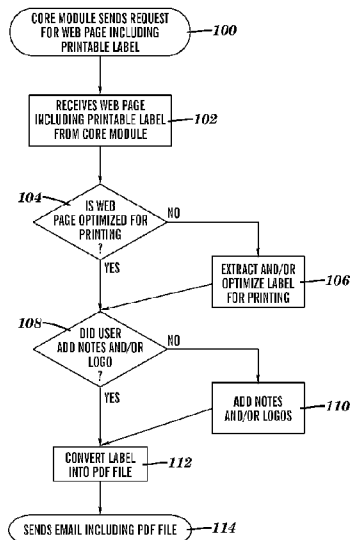 CORE MODULE SENDS REQUEST
FOR WEB PAGE INCLUDING
PRINTABLE LABEL
100
RECEIVES WEB PAGE
INCLUDING PRINTABLE LABEL
FROM CORE MODULE
102
104
IS WEB
PAGE OPTIMIZED FOR
PRINTING
?
NO
YES
EXTRACT AND/OR
OPTIMIZE LABEL
FOR PRINTING
106
108
DID USER
ADD NOTES AND/OR
LOGO
?
NO
YES
ADD NOTES
AND/OR LOGOS
110
CONVERT LABEL
INTO PDF FILE
112
SENDS EMAIL INCLUDING PDF FILE
114